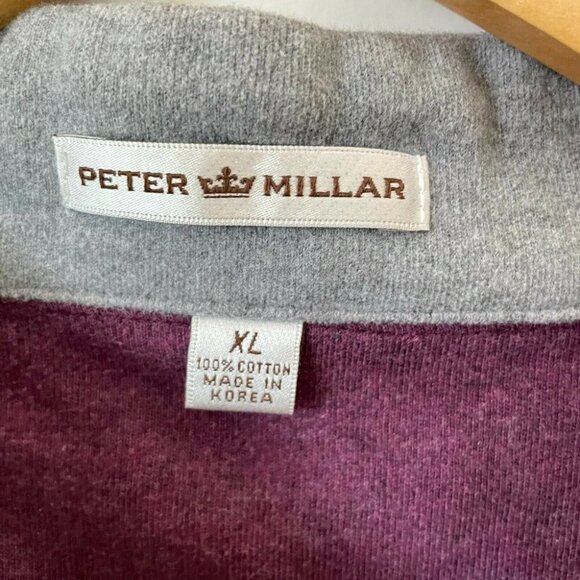 PETER MILLAR
XL
100% COTTON
MADE IN
KOREA